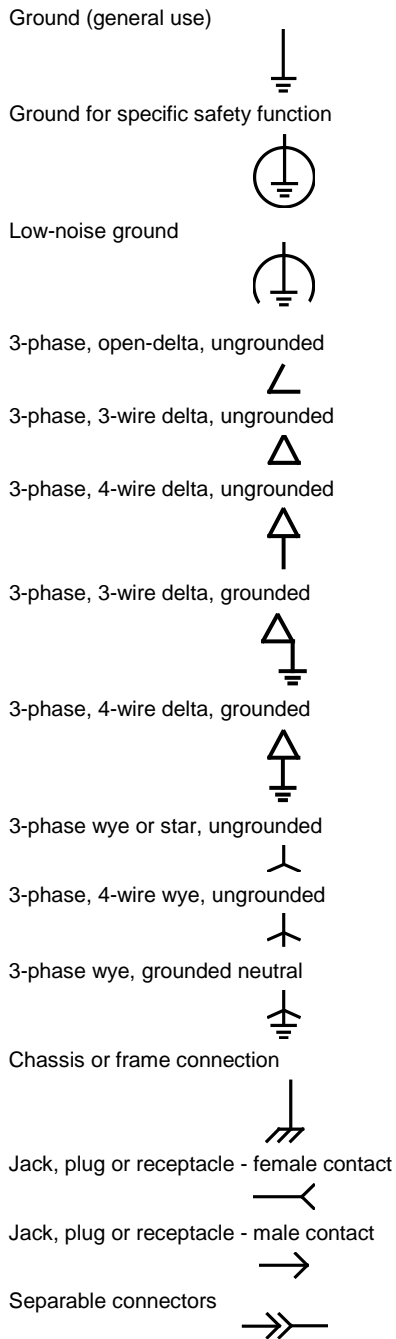 Ground (general use)
Ground for specific safety function
Low-noise ground
3-phase, open-delta, ungrounded
3-phase, 3-wire delta, ungrounded
3-phase, 4-wire delta, ungrounded
3-phase, 3-wire delta, grounded
3-phase, 4-wire delta, grounded
3-phase wye or star, ungrounded
3-phase, 4-wire wye, ungrounded
3-phase wye, grounded neutral
Chassis or frame connection
Jack, plug or receptacle - female contact
Jack, plug or receptacle - male contact
Separable connectors